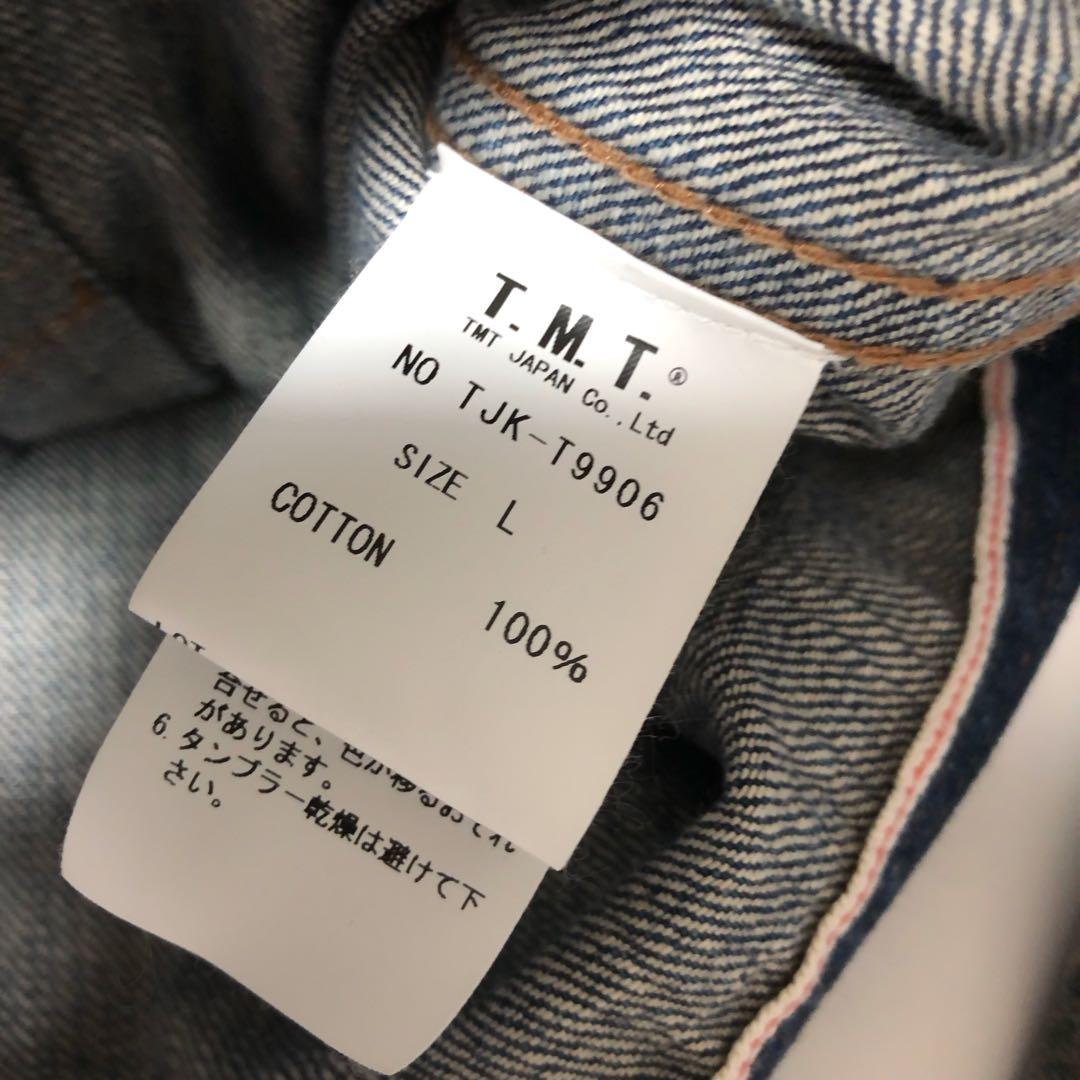 T.M.T.®
TMT JAPAN Co.,Ltd
NO TJK-T9906
SIZE L
COTTON
100%
合せると、色が移るおそれ
があります。
6.タンブラー乾燥は避けて下
さい。